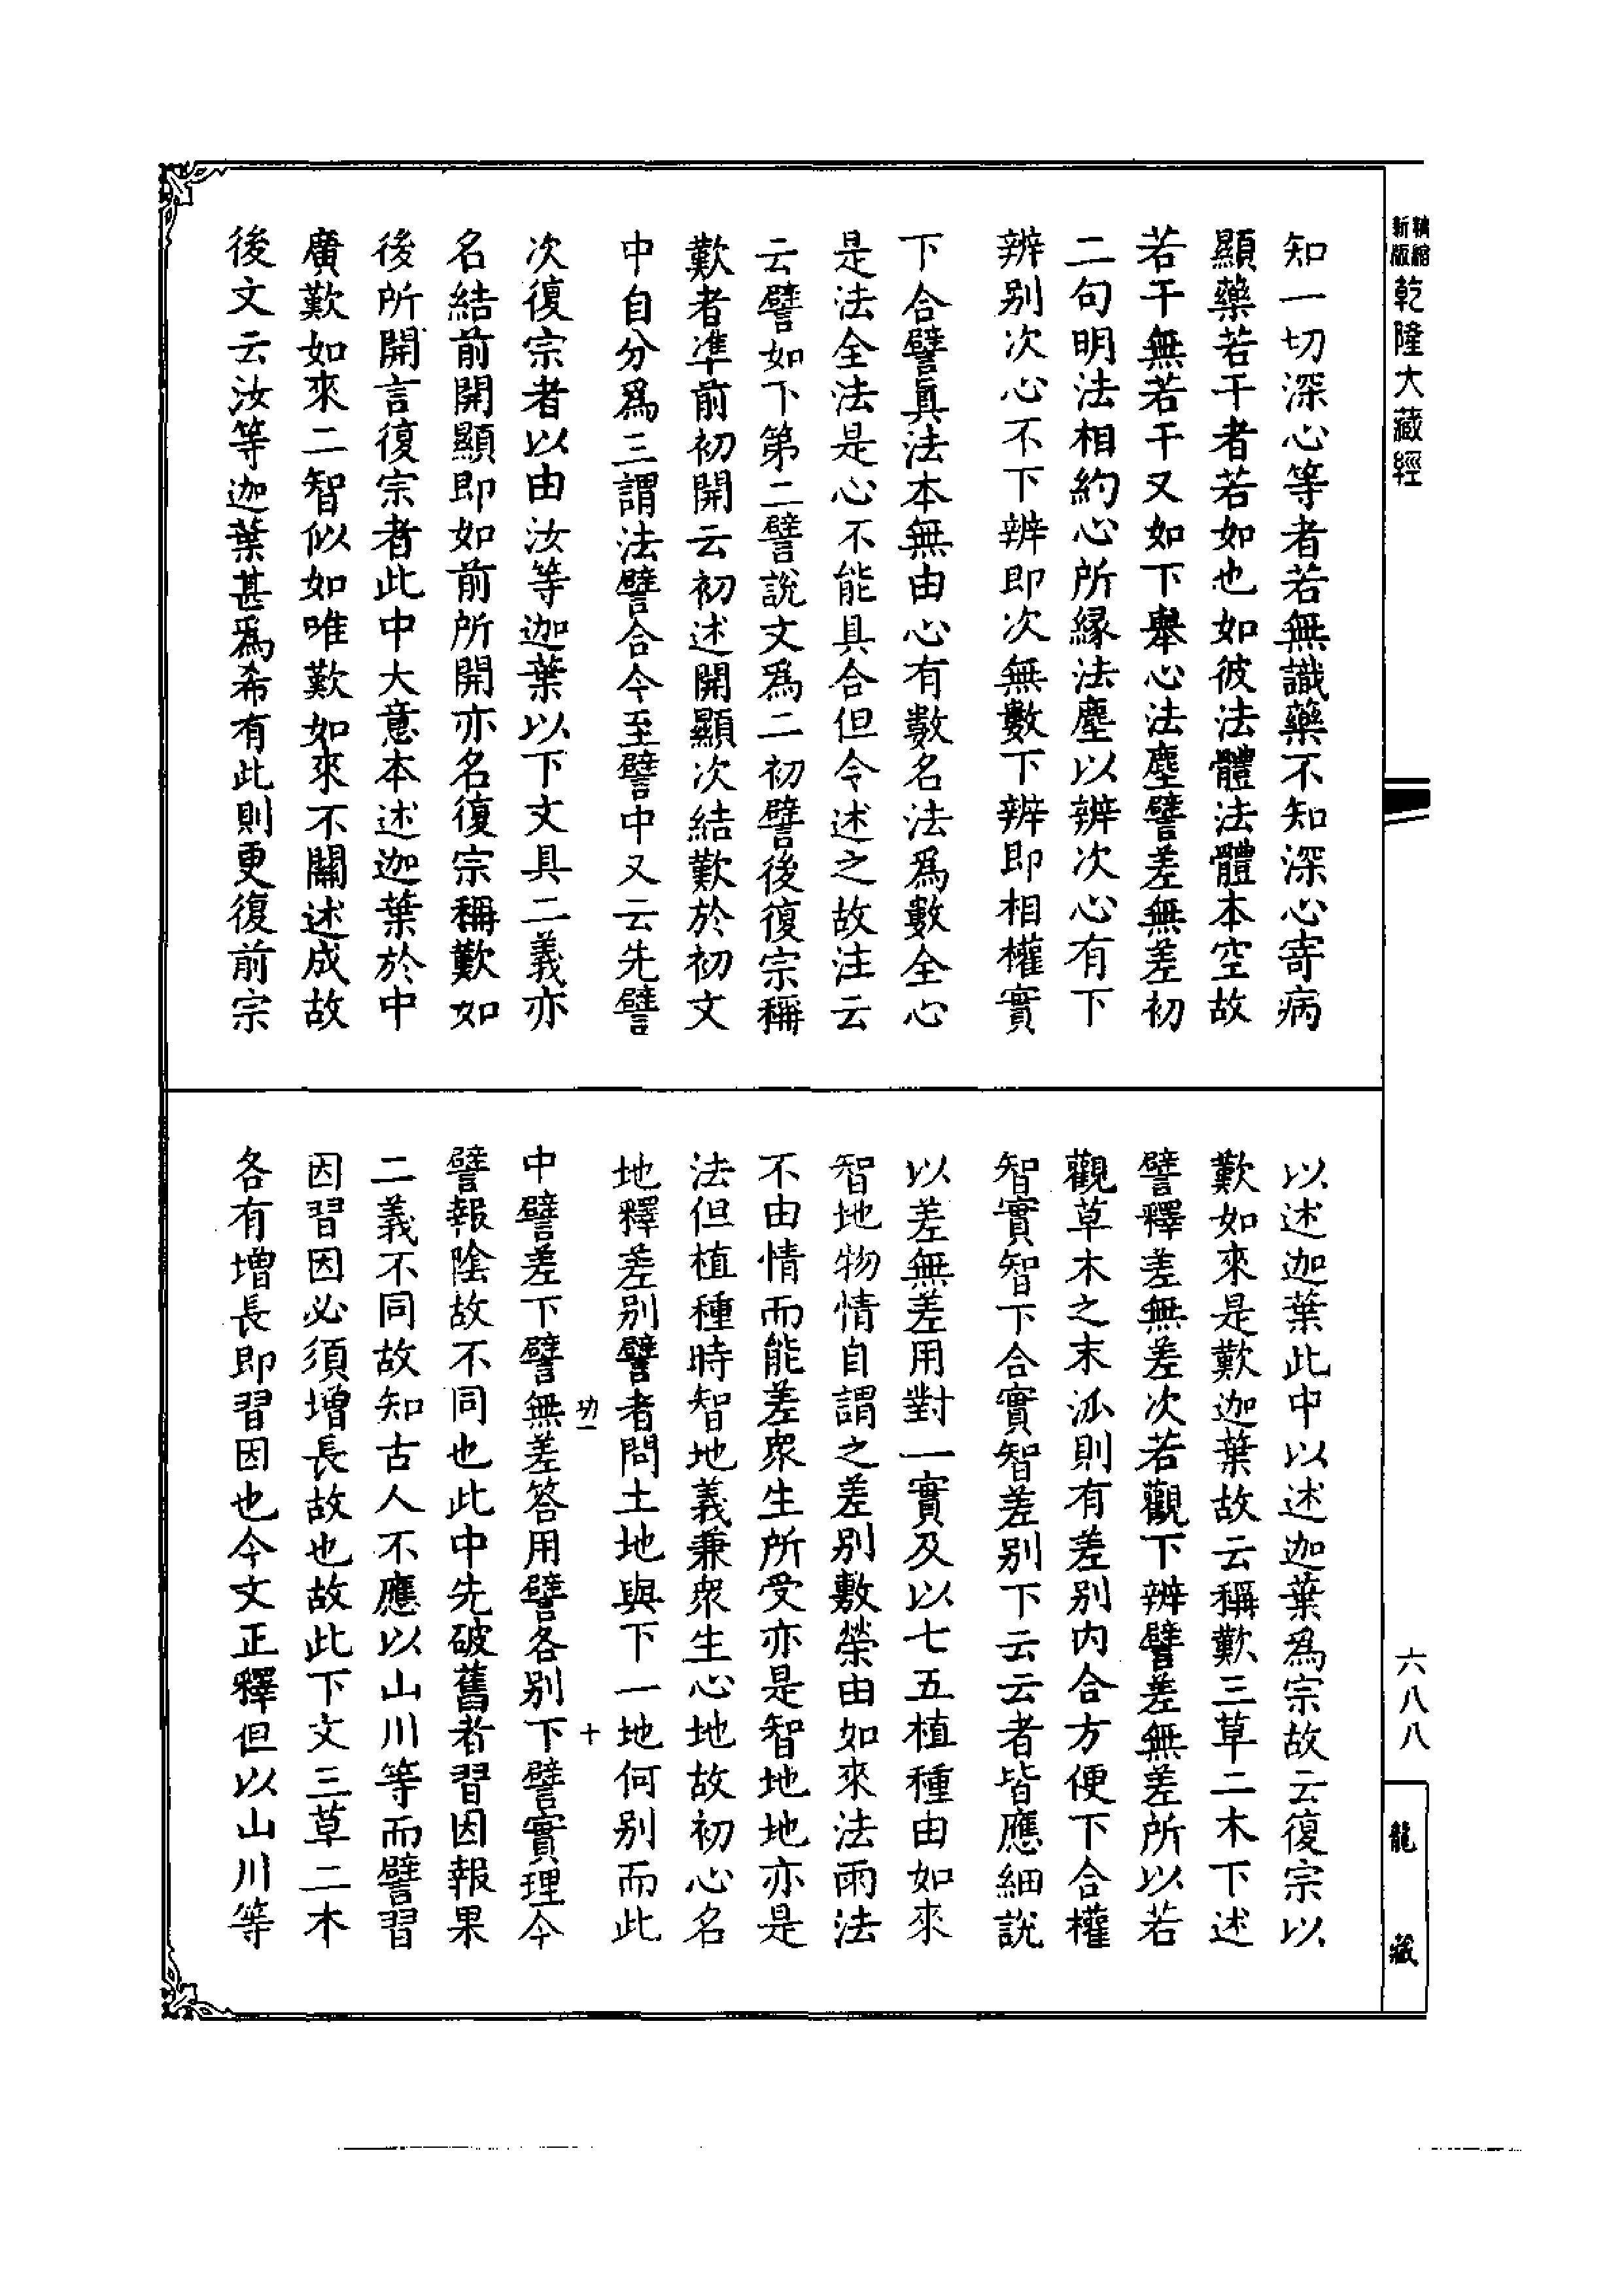 新版精縮
乾隆大藏經
知一切深心等者若無識藥不知深心寄病
顯藥若干者若如也如彼法體法體本空故
若干無若干又如下舉心法塵譬差無差初
二句明法相約心所緣法塵以辨次心有下
辨别次心不下辨即次無數下辨即相權實
下合譬真法本無由心有數名法爲數全心
是法全法是心不能具合但令述之故注云
云譬如下第二譬說文爲二初譬後復宗稱
歎者準前初開云初述開顯次結歎於初文
中自分爲三謂法譬合今至譬中又云先譬
次復宗者以由汝等迦葉以下文具二義亦
名結前開顯即如前所開亦名復宗稱歎如
後所開言復宗者此中大意本述迦葉於中
廣歎如來二智似如唯歎如來不關述成故
後文云汝等迦葉甚爲希有此則更復前宗
以述迦葉此中以述迦葉爲宗故云復宗以
歎如來是歎迦葉故云稱歎三草二木下述
譬釋差無差次若觀下辨譬差無差所以若
觀草木之末派則有差别内合方便下合權
智實智下合實智差别下云云者皆應細說
以差無差用對一實及以七五植種由如來
智地物情自謂之差别敷榮由如來法雨法
不由情而能差衆生所受亦是智地地亦是
法但植種時智地義兼衆生心地故初心名
地釋差别譬者問土地與下一地何别而此
功一
十
中譬差下譬無差答用譬各别下譬實理今
譬報陰故不同也此中先破舊者習因報果
二義不同故知古人不應以山川等而譬習
因習因必須增長故也故此下文三草二木
各有增長即習因也今文正釋但以山川等
六八八
龍藏